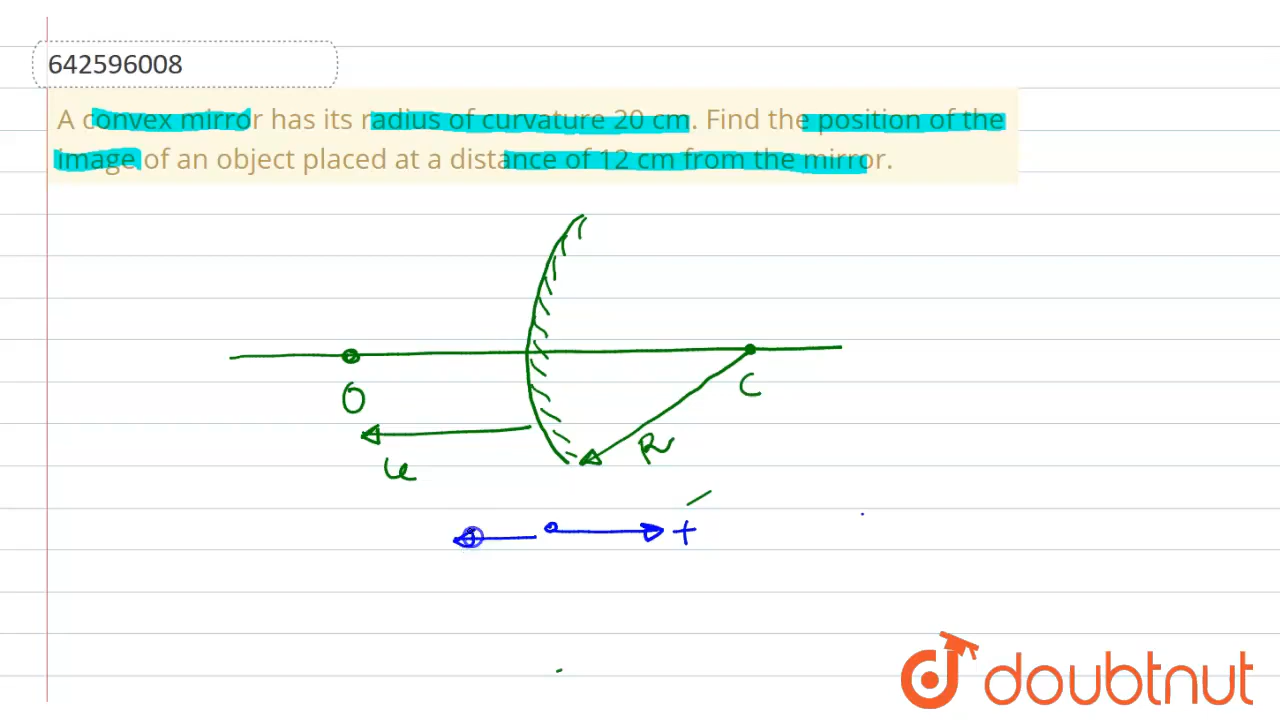 642596008
A convex mirror has its radius of curvature 20 cm. Find the position of the
image of an object placed at a distance of 12 cm from the mirror.
O
C
u
R
+
doubtnut